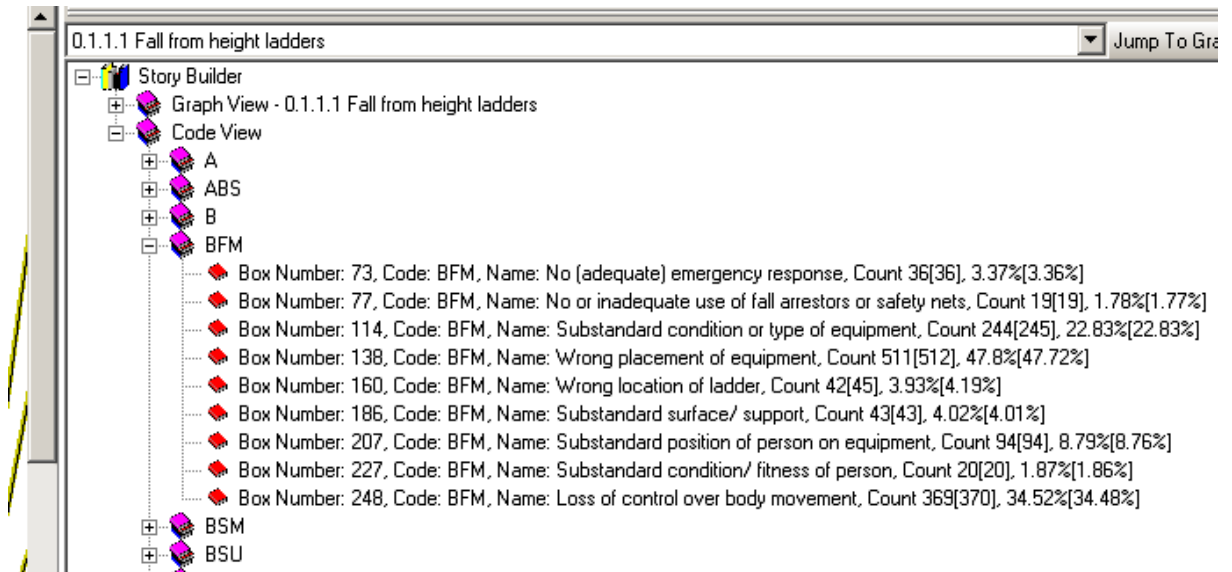 0.1.1.1 Fall from height ladders
Jump To Gra
Story Builder
Graph View - 0.1.1.1 Fall from height ladders
Code View
A
ABS
B
BFM
Box Number: 73, Code: BFM, Name: No (adequate) emergency response, Count 36[36], 3.37%[3.36%]
Box Number: 77, Code: BFM, Name: No or inadequate use of fall arrestors or safety nets, Count 19[19], 1.78%[1.77%]
Box Number: 114, Code: BFM, Name: Substandard condition or type of equipment, Count 244[245], 22.83%[22.83%]
Box Number: 138, Code: BFM, Name: Wrong placement of equipment, Count 511[512], 47.8%[47.72%]
Box Number: 160, Code: BFM, Name: Wrong location of ladder, Count 42[45], 3.93%[4.19%]
Box Number: 186, Code: BFM, Name: Substandard surface/ support, Count 43[43], 4.02%[4.01%]
Box Number: 207, Code: BFM, Name: Substandard position of person on equipment, Count 94[94], 8.79%[8.76%]
Box Number: 227, Code: BFM, Name: Substandard condition/ fitness of person, Count 20[20], 1.87%[1.86%]
Box Number: 248, Code: BFM, Name: Loss of control over body movement, Count 369[370], 34.52%[34.48%]
BSM
BSU